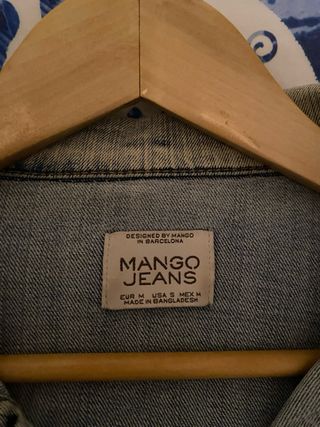 DESIGNED BY MANGO
IN BARCELONA
MANGO
JEANS
EUR M USA S MEX M
MADE IN BANGLADESH